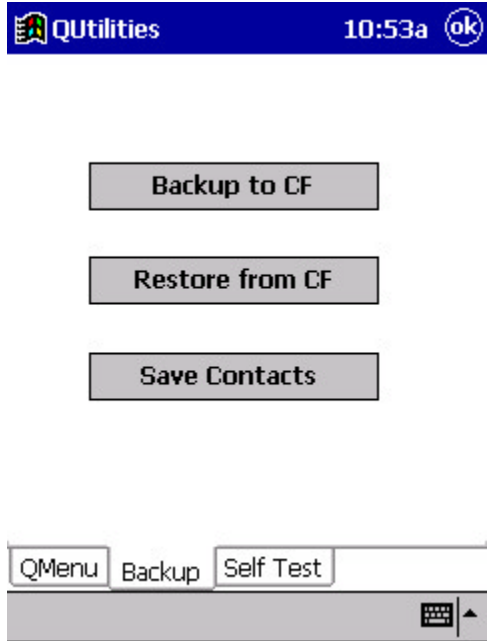 QUtilities 10:53a ok
Backup to CF
Restore from CF
Save Contacts
QMenu Backup Self Test